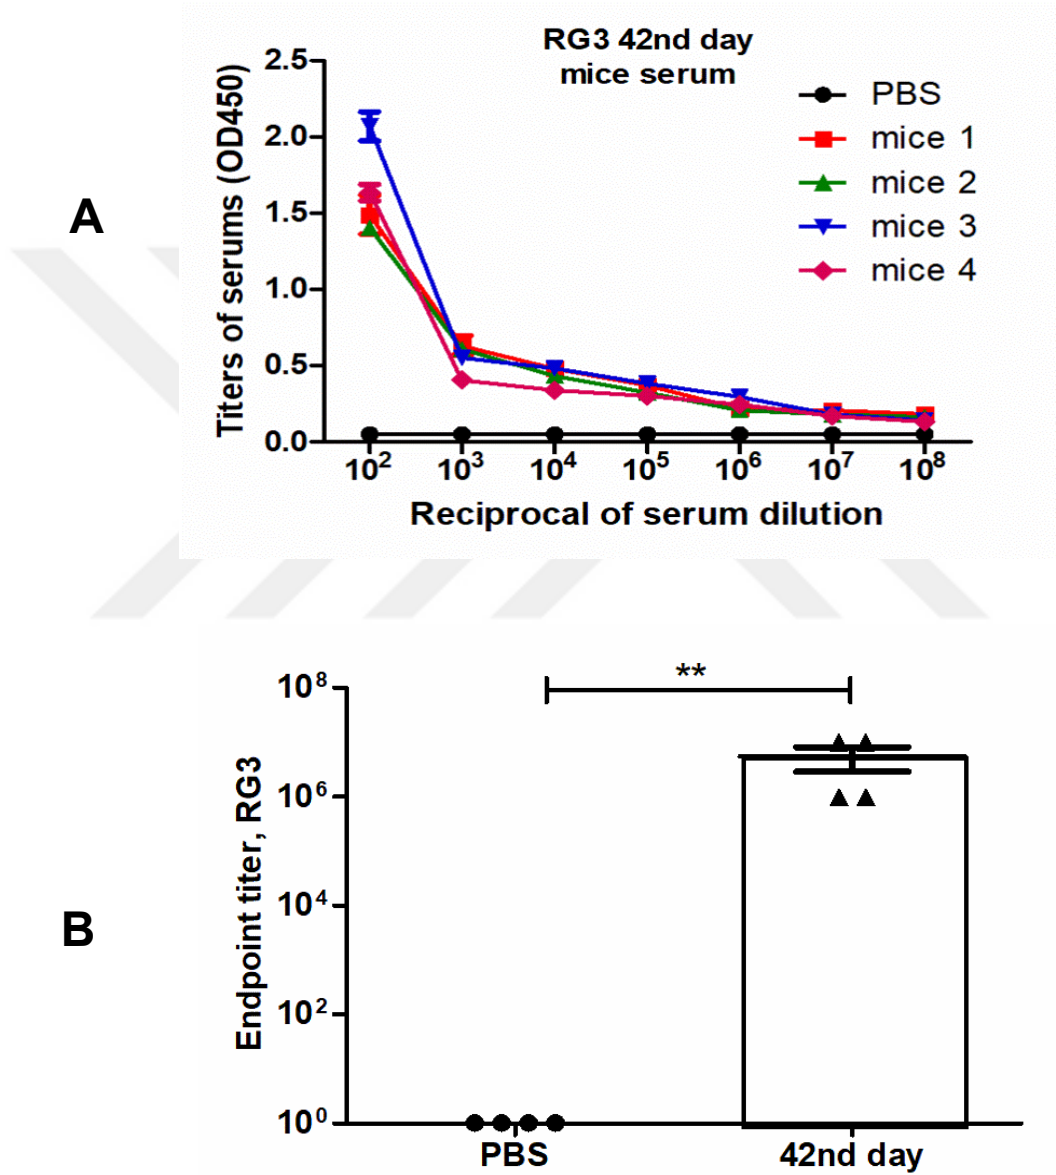 A
RG3 42nd day
mice serum
Titers of serums (OD450)
2.5
2.0
1.5
1.0
0.5
0.0
PBS
mice 1
mice 2
mice 3
mice 4
10² 10³ 10⁴ 10⁵ 10⁶ 10⁷ 10⁸
Reciprocal of serum dilution
B
Endpoint titer, RG3
**
10⁸
10⁶
10⁴
10²
10⁰
PBS 42nd day